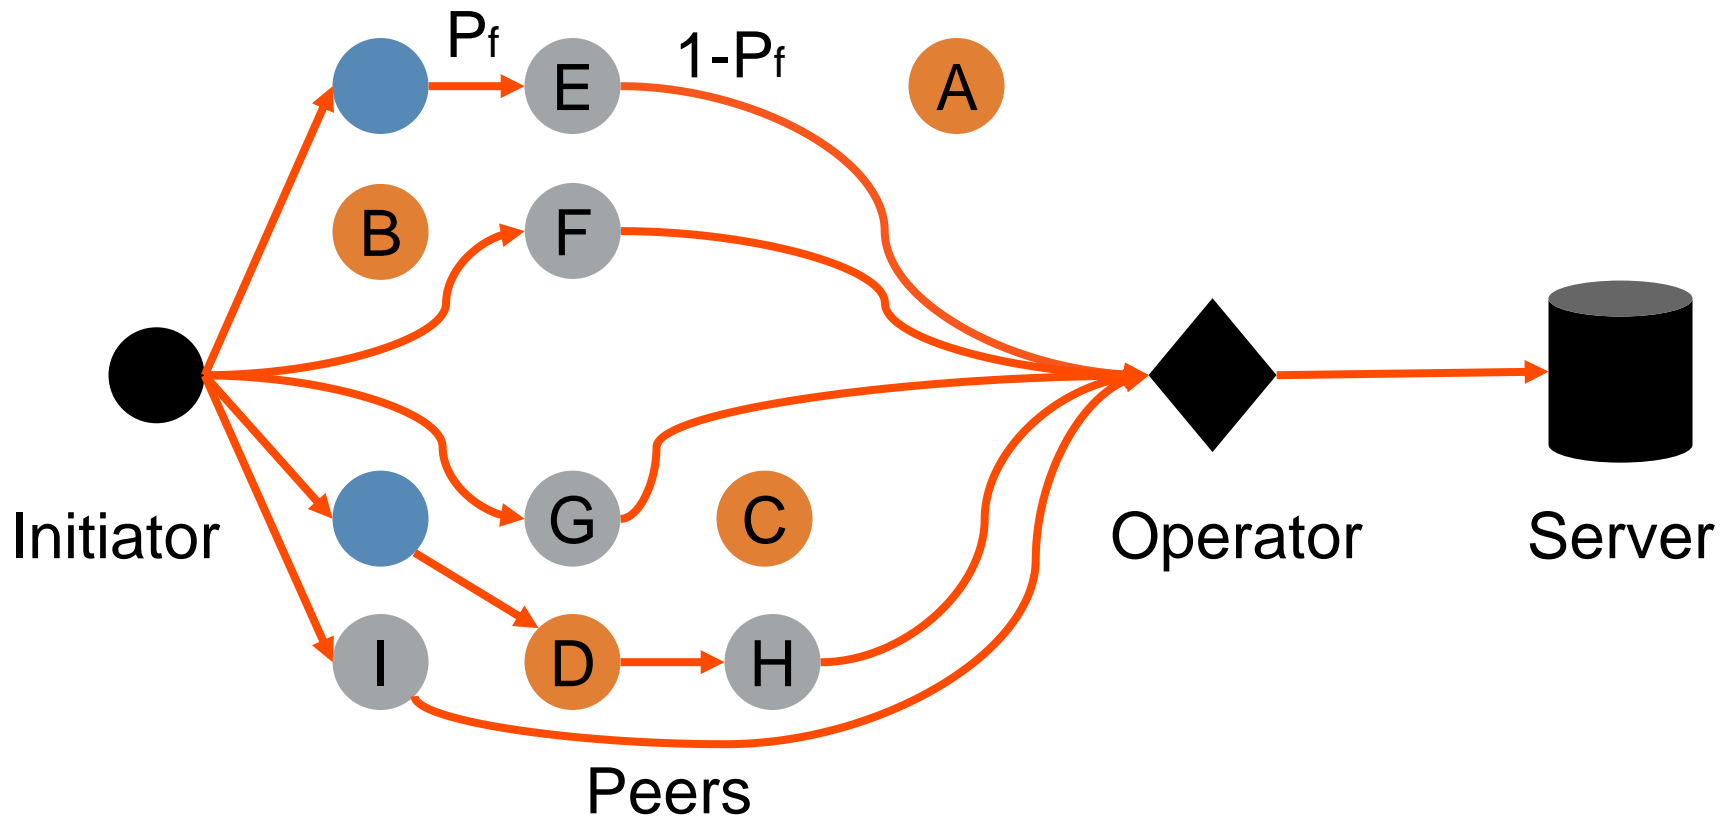 Pf
1-Pf
E
A
B
F
G
C
Initiator
Operator
Server
I
D
H
Peers